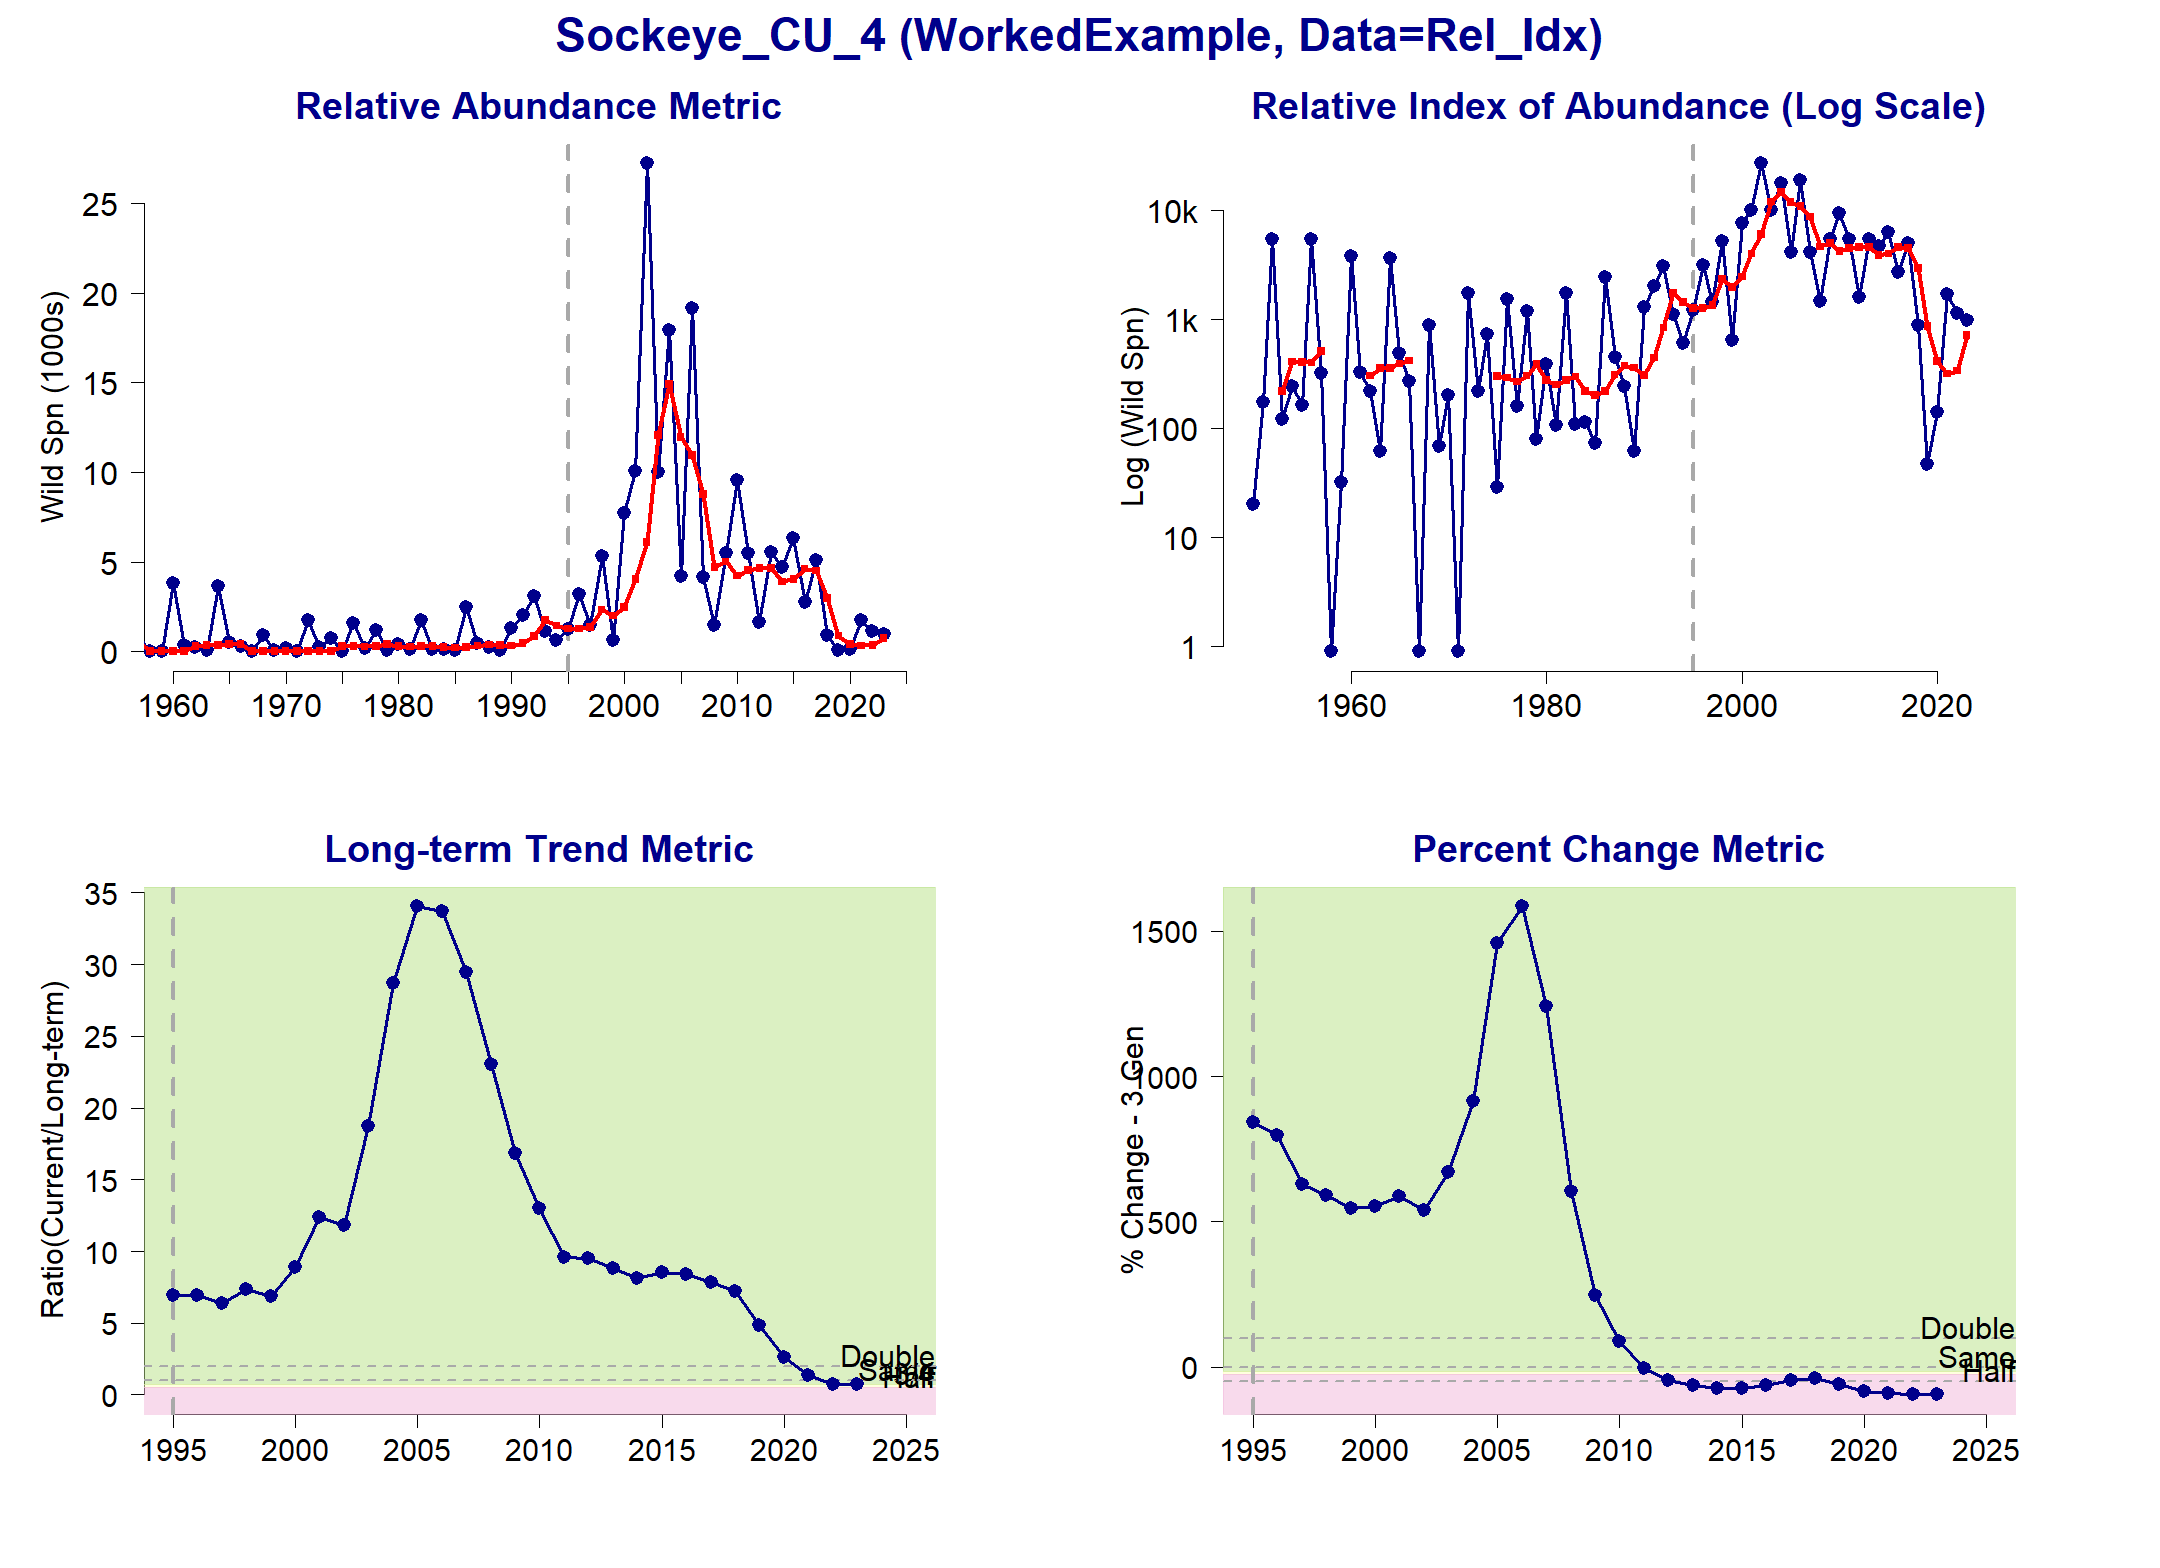 Sockeye_CU_4 (WorkedExample, Data=Rel_Idx)
Relative Abundance Metric
Wild Spn (1000s)
25
20
15
10
5
0
1960 1970 1980 1990 2000 2010 2020
Relative Index of Abundance (Log Scale)
Log (Wild Spn)
10k
1k
100
10
1
1960 1980 2000 2020
Long-term Trend Metric
Ratio(Current/Long-term)
35
30
25
20
15
10
5
0
Double
Same
Half
1995 2000 2005 2010 2015 2020 2025
Percent Change Metric
% Change - 3 Gen
1500
1000
500
0
Double
Same
Half
1995 2000 2005 2010 2015 2020 2025